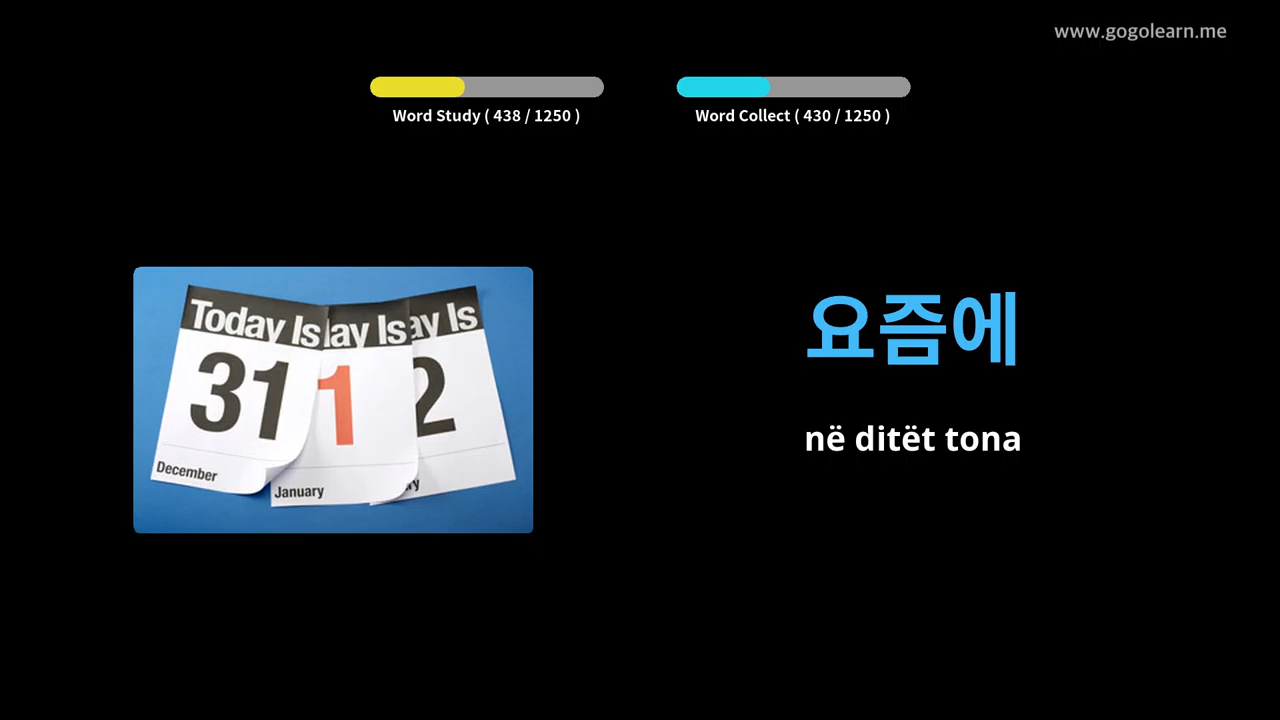 www.gogolearn.me
Word Study ( 438 / 1250 )
Word Collect ( 430 / 1250 )
Today Is
ay Is
ay Is
31
1
2
December
January
요즘에
në ditët tona